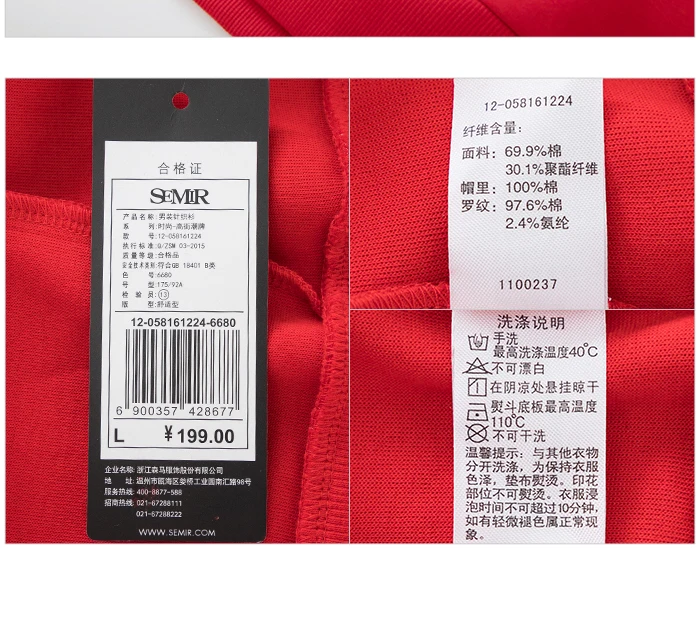 合格证
SEMIR
产品名称:男装针织衫
系 列:时尚-高街潮牌
款 号:12-058161224
执行标准:Q/ZSM 03-2015
质量等级:合格品
安全技术类别:符合GB 18401 B类
色 号:6680
型 号:175/92A
检 验 员:13
版 型:舒适型
12-058161224-6680
6 900357 428677
L ¥199.00
企业名称:浙江森马服饰股份有限公司
地 址:温州市瓯海区娄桥工业园南汇路98号
服务热线:400-8877-588
招商热线:021-67288111
021-67288222
WWW.SEMIR.COM
12-058161224
纤维含量:
面料: 69.9%棉
30.1%聚酯纤维
帽里: 100%棉
罗纹: 97.6%棉
2.4%氨纶
1100237
洗涤说明
手洗
最高洗涤温度40℃
不可漂白
在阴凉处悬挂晾干
熨斗底板最高温度
110℃
不可干洗
温馨提示: 与其他衣物
分开洗涤, 为保持衣服
色泽, 垫布熨烫。印花
部位不可熨烫。衣服浸
泡时间不可超过10分钟,
如有轻微褪色属正常现
象。